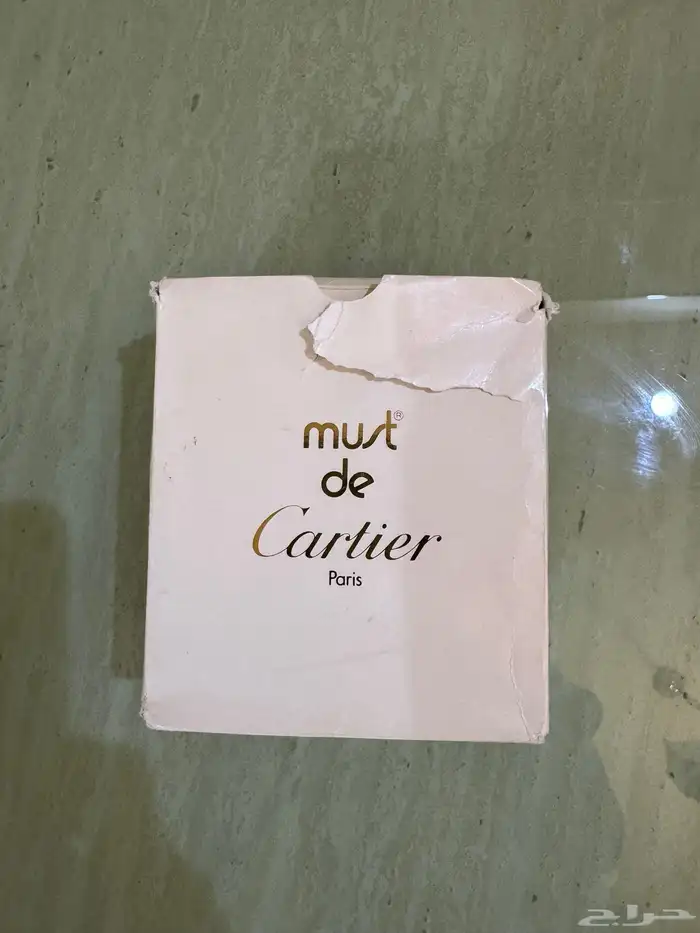 must®
de
Cartier
Paris
حراج